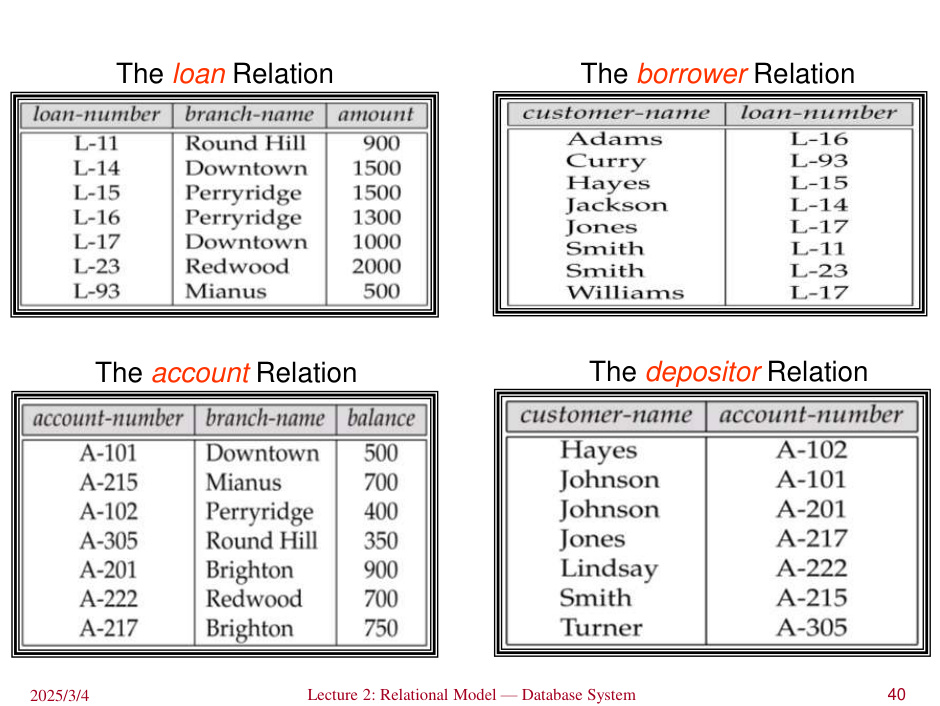 The loan Relation
loan-number branch-name amount
L-11 Round Hill 900
L-14 Downtown 1500
L-15 Perryridge 1500
L-16 Perryridge 1300
L-17 Downtown 1000
L-23 Redwood 2000
L-93 Mianus 500
The borrower Relation
customer-name loan-number
Adams L-16
Curry L-93
Hayes L-15
Jackson L-14
Jones L-17
Smith L-11
Smith L-23
Williams L-17
The account Relation
account-number branch-name balance
A-101 Downtown 500
A-215 Mianus 700
A-102 Perryridge 400
A-305 Round Hill 350
A-201 Brighton 900
A-222 Redwood 700
A-217 Brighton 750
The depositor Relation
customer-name account-number
Hayes A-102
Johnson A-101
Johnson A-201
Jones A-217
Lindsay A-222
Smith A-215
Turner A-305
2025/3/4 Lecture 2: Relational Model — Database System 40